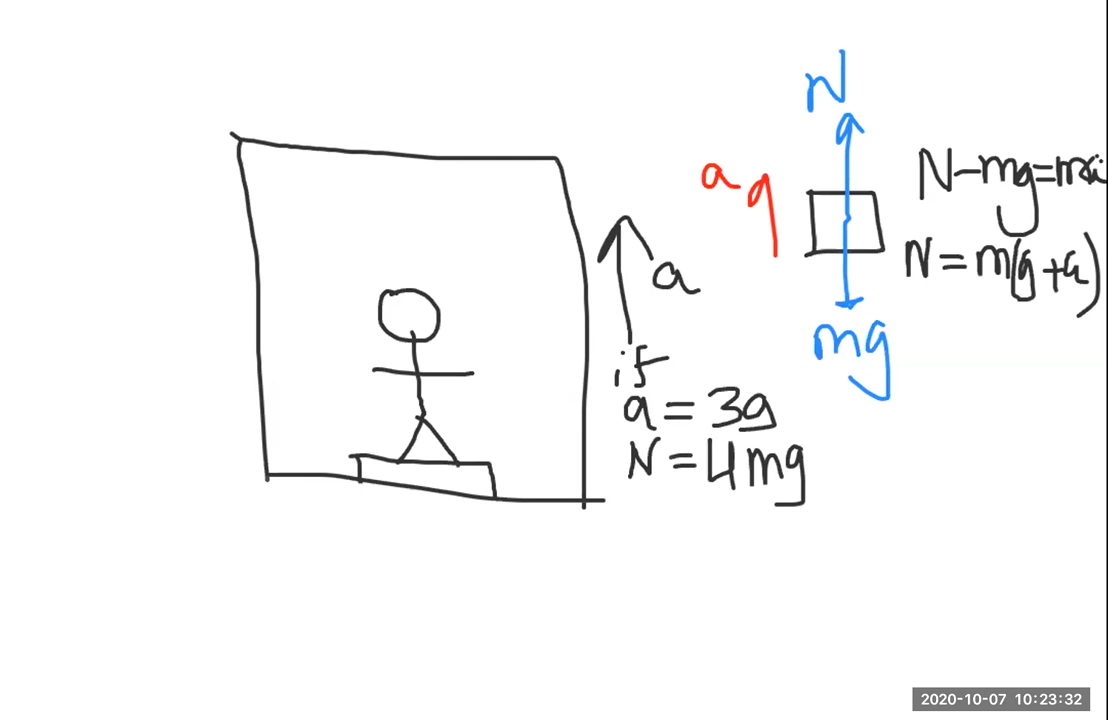 N
a
N-mg=ma
N=m(g+a)
a
mg
if
a=3g
N=4mg
2020-10-07 10:23:32